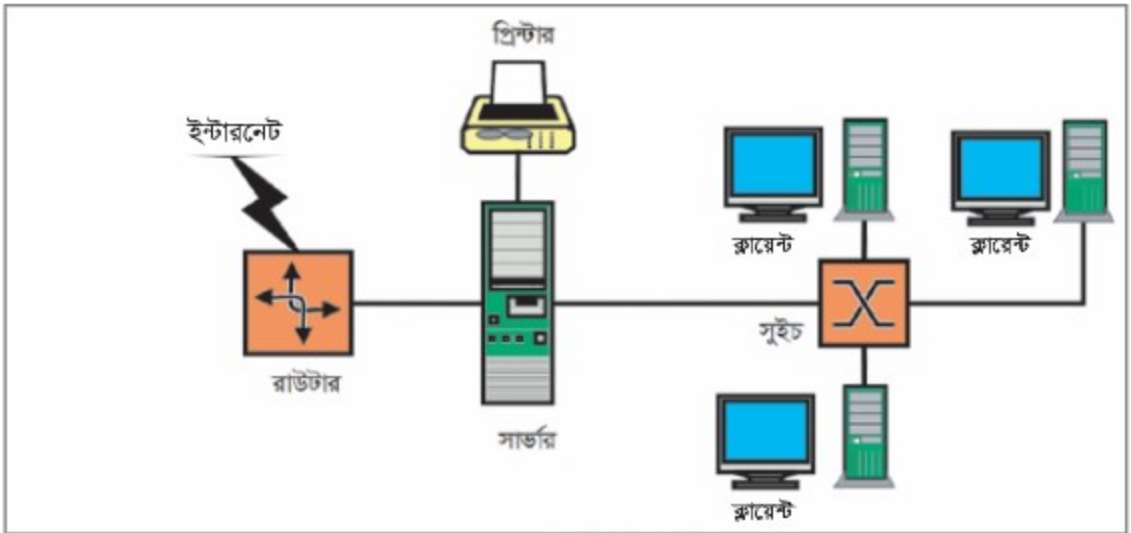 প্রিন্টার
ইন্টারনেট
ক্লায়েন্ট
ক্লায়েন্ট
সুইচ
রাউটার
সার্ভার
ক্লায়েন্ট